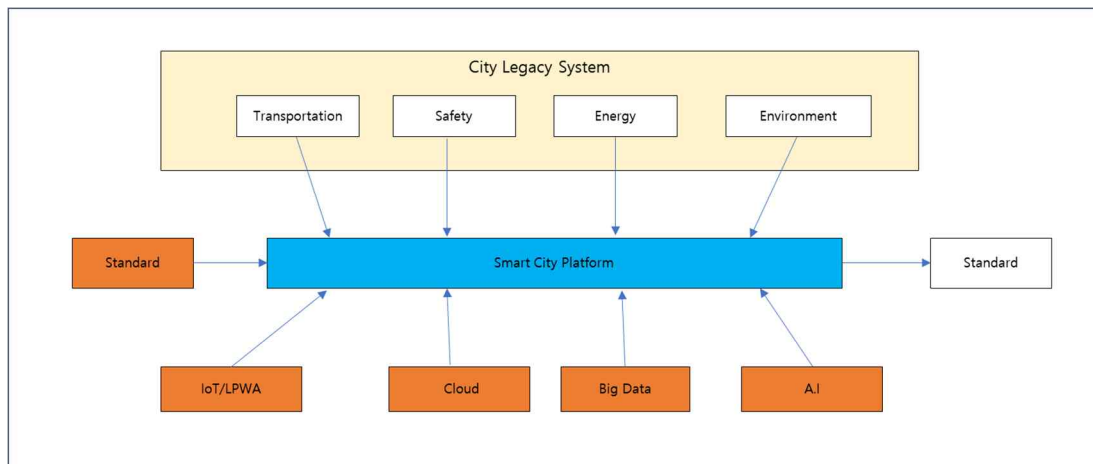 City Legacy System
Transportation
Safety
Energy
Environment
Standard
Smart City Platform
Standard
IoT/LPWA
Cloud
Big Data
A.I